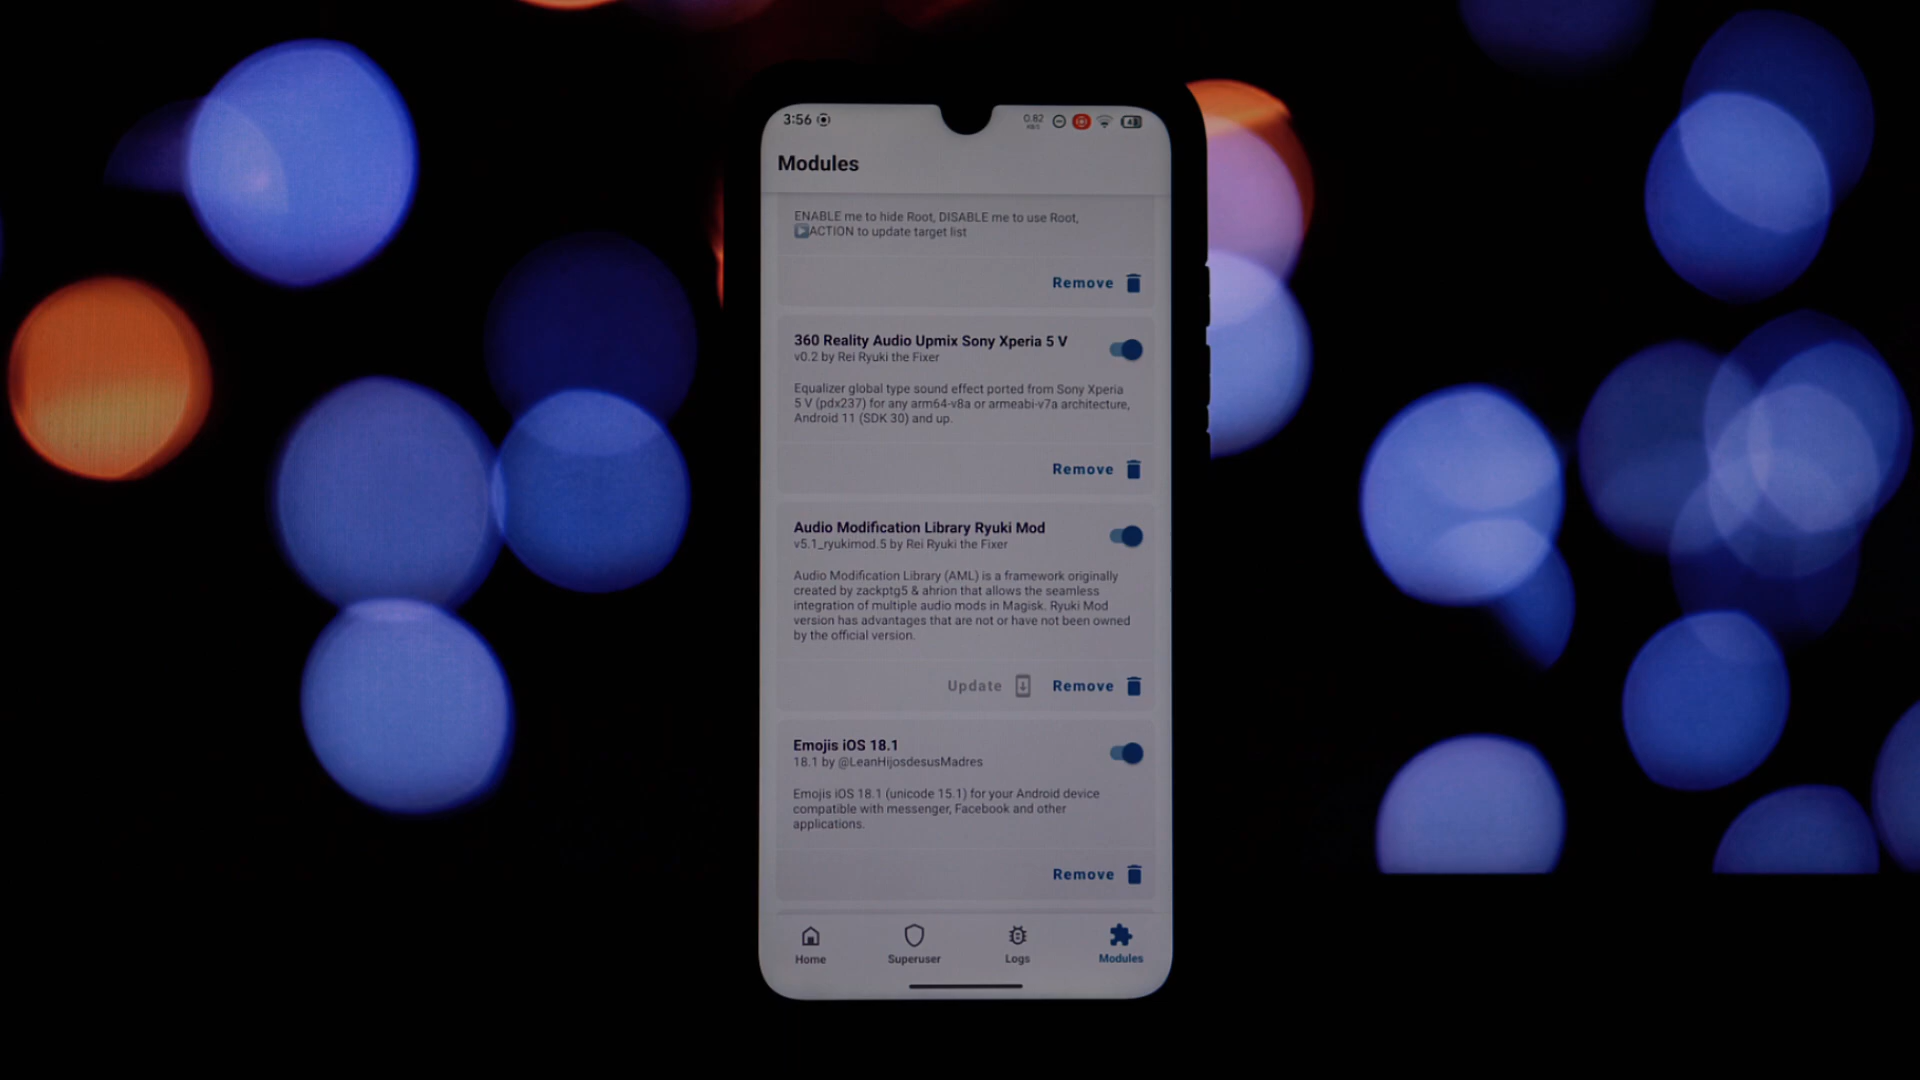 3:56
0.82
Modules
ENABLE me to hide Root, DISABLE me to use Root,
ACTION to update target list
Remove
360 Reality Audio Upmix Sony Xperia 5 V
v0.2 by Rei Ryuki the Fixer
Equalizer global type sound effect ported from Sony Xperia
5 V (pdx237) for any arm64-v8a or armeabi-v7a architecture,
Android 11 (SDK 30) and up.
Remove
Audio Modification Library Ryuki Mod
v5.1_ryukimod.5 by Rei Ryuki the Fixer
Audio Modification Library (AML) is a framework originally
created by zackptg5 & ahrion that allows the seamless
integration of multiple audio mods in Magisk. Ryuki Mod
version has advantages that are not or have not been owned
by the official version.
Update Remove
Emojis iOS 18.1
18.1 by @LeanHijosdesusMadres
Emojis iOS 18.1 (unicode 15.1) for your Android device
compatible with messenger, Facebook and other
applications.
Remove
Home Superuser Logs Modules